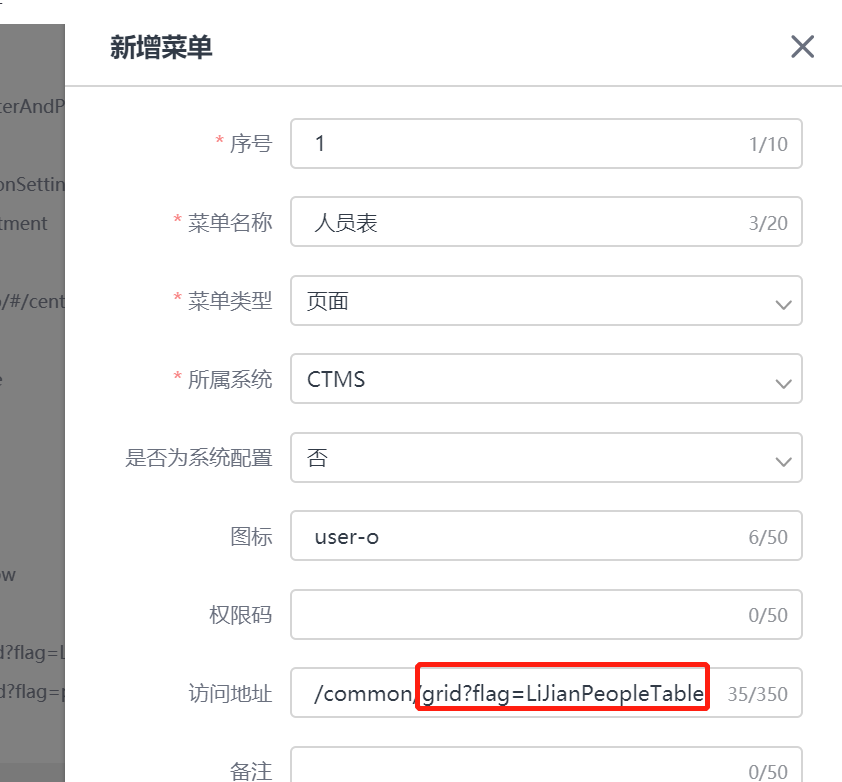 新增菜单
terAndP
onSettin
tment
o/#/cent
e
ow
d?flag=L
d?flag=p
* 序号 1 1/10
* 菜单名称 人员表 3/20
* 菜单类型 页面
* 所属系统 CTMS
是否为系统配置 否
图标 user-o 6/50
权限码 0/50
访问地址 /common/grid?flag=LiJianPeopleTable 35/350
备注 0/50